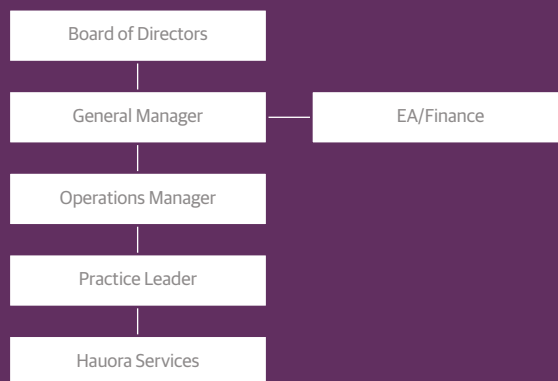 Board of Directors
General Manager
EA/Finance
Operations Manager
Practice Leader
Hauora Services